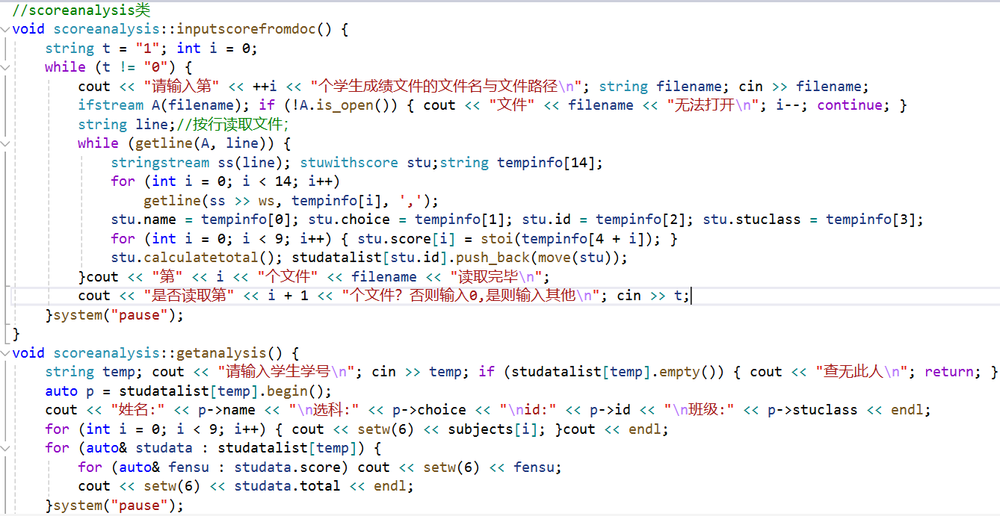 //scoreanalysis类
void scoreanalysis::inputscorefromdoc() {
    string t = "1"; int i = 0;
    while (t != "0") {
        cout << "请输入第" << ++i << "个学生成绩文件的文件名与文件路径\n"; string filename; cin >> filename;
        ifstream A(filename); if (!A.is_open()) { cout << "文件" << filename << "无法打开\n"; i--; continue; }
        string line;//按行读取文件;
        while (getline(A, line)) {
            stringstream ss(line); stuwithscore stu;string tempinfo[14];
            for (int i = 0; i < 14; i++)
                getline(ss >> ws, tempinfo[i], ',');
            stu.name = tempinfo[0]; stu.choice = tempinfo[1]; stu.id = tempinfo[2]; stu.stuclass = tempinfo[3];
            for (int i = 0; i < 9; i++) { stu.score[i] = stoi(tempinfo[4 + i]); }
            stu.calculatetotal(); studatalist[stu.id].push_back(move(stu));
        }cout << "第" << i << "个文件" << filename << "读取完毕\n";
        cout << "是否读取第" << i + 1 << "个文件？否则输入0,是则输入其他\n"; cin >> t;
    }system("pause");
}
void scoreanalysis::getanalysis() {
    string temp; cout << "请输入学生学号\n"; cin >> temp; if (studatalist[temp].empty()) { cout << "查无此人\n"; return; }
    auto p = studatalist[temp].begin();
    cout << "姓名:" << p->name << "\n选科:" << p->choice << "\nid:" << p->id << "\n班级:" << p->stuclass << endl;
    for (int i = 0; i < 9; i++) { cout << setw(6) << subjects[i]; }cout << endl;
    for (auto& studata : studatalist[temp]) {
        for (auto& fensu : studata.score) cout << setw(6) << fensu;
        cout << setw(6) << studata.total << endl;
    }system("pause");